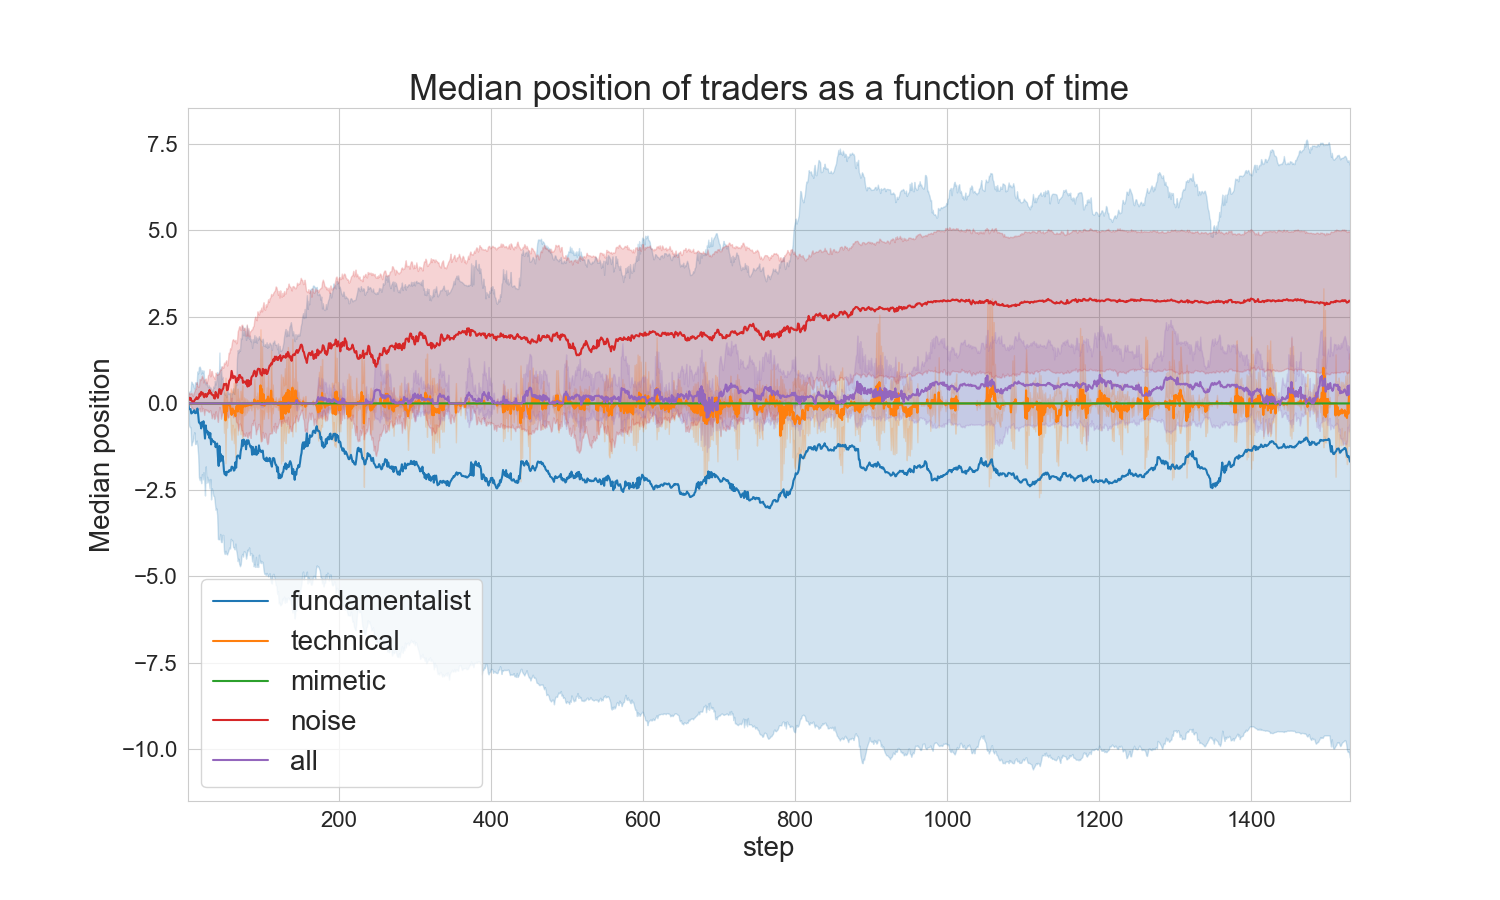 Median position of traders as a function of time
Median position
7.5
5.0
2.5
0.0
−2.5
−5.0
−7.5
−10.0
fundamentalist
technical
mimetic
noise
all
200 400 600 800 1000 1200 1400
step